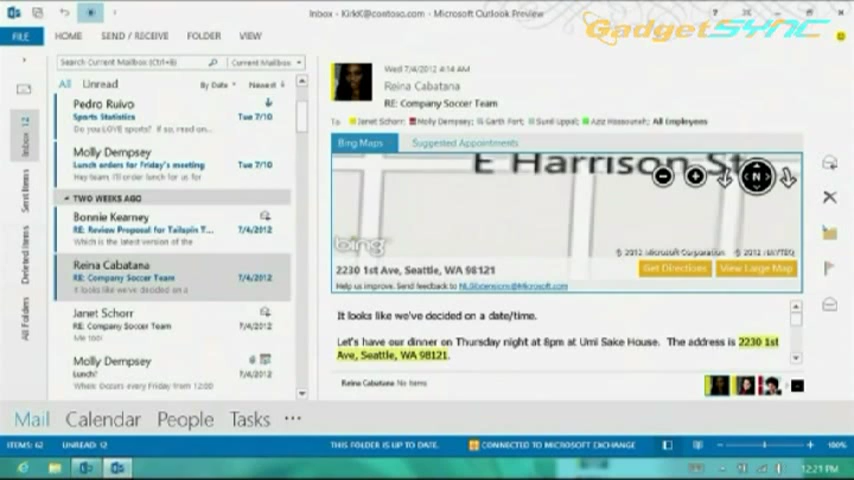 Inbox - KirkK@contoso.com - Microsoft Outlook Preview
GadgetSYNC
FILE HOME SEND / RECEIVE FOLDER VIEW
Search Current Mailbox (Ctrl+E) Current Mailbox
All Unread By Date Newest
Pedro Ruivo
Sports Statistics Tue 7/10
Do you LOVE sports? If so, read on...
Molly Dempsey
Lunch orders for Friday's meeting Tue 7/10
Hey team, I'll order lunch for us for
TWO WEEKS AGO
Bonnie Kearney
RE: Review Proposal for Tailspin T... 7/4/2012
Which is the latest version of the
Reina Cabatana
RE: Company Soccer Team 7/4/2012
It looks like we've decided on a
Janet Schorr
RE: Company Soccer Team 7/4/2012
Me too!
Molly Dempsey
Lunch! 7/4/2012
When: Occurs every Friday from 12:00
Inbox 12
Sent Items
Deleted Items
All Folders
Wed 7/4/2012 4:14 AM
Reina Cabatana
RE: Company Soccer Team
To Janet Schorr; Molly Dempsey; Garth Fort; Sunil Uppal; Aziz Hassouneh; All Employees
Bing Maps Suggested Appointments
E Harrison St
N
bing
© 2012 Microsoft Corporation © 2012 NAVTEQ
2230 1st Ave, Seattle, WA 98121
Get Directions View Large Map
Help us improve. Send feedback to NLGExtensions@Microsoft.com
It looks like we've decided on a date/time.
Let's have our dinner on Thursday night at 8pm at Umi Sake House. The address is 2230 1st
Ave, Seattle, WA 98121.
Reina Cabatana No Items
Mail Calendar People Tasks ...
ITEMS: 62 UNREAD: 12 THIS FOLDER IS UP TO DATE. CONNECTED TO MICROSOFT EXCHANGE 100%
12:21 PM